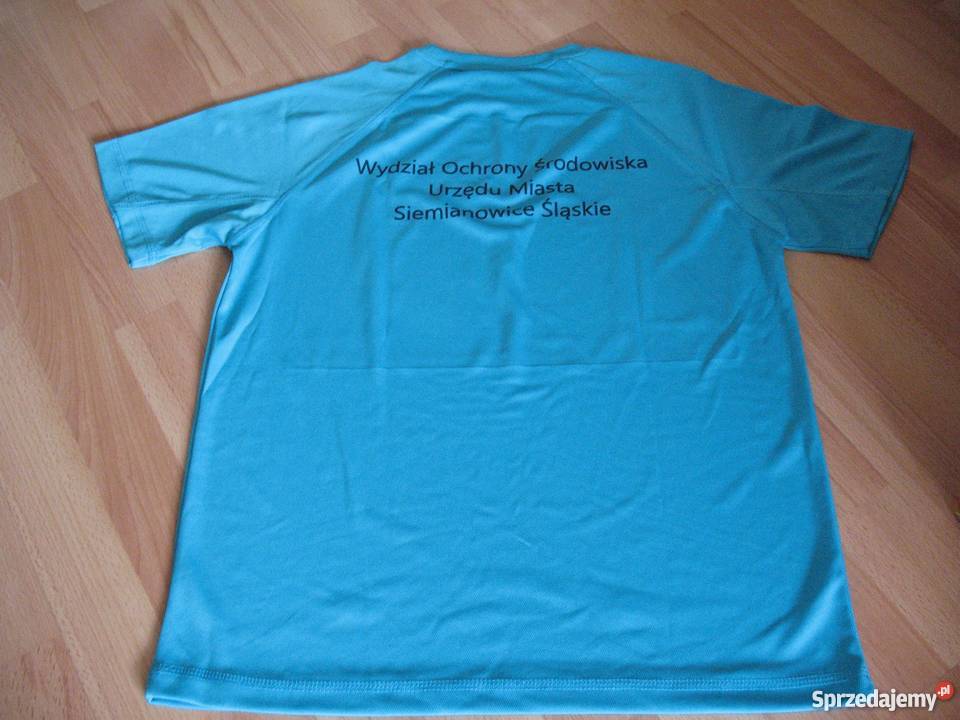 Wydział Ochrony środowiska
Urzędu Miasta
Siemianowice Śląskie
Sprzedajemy.pl